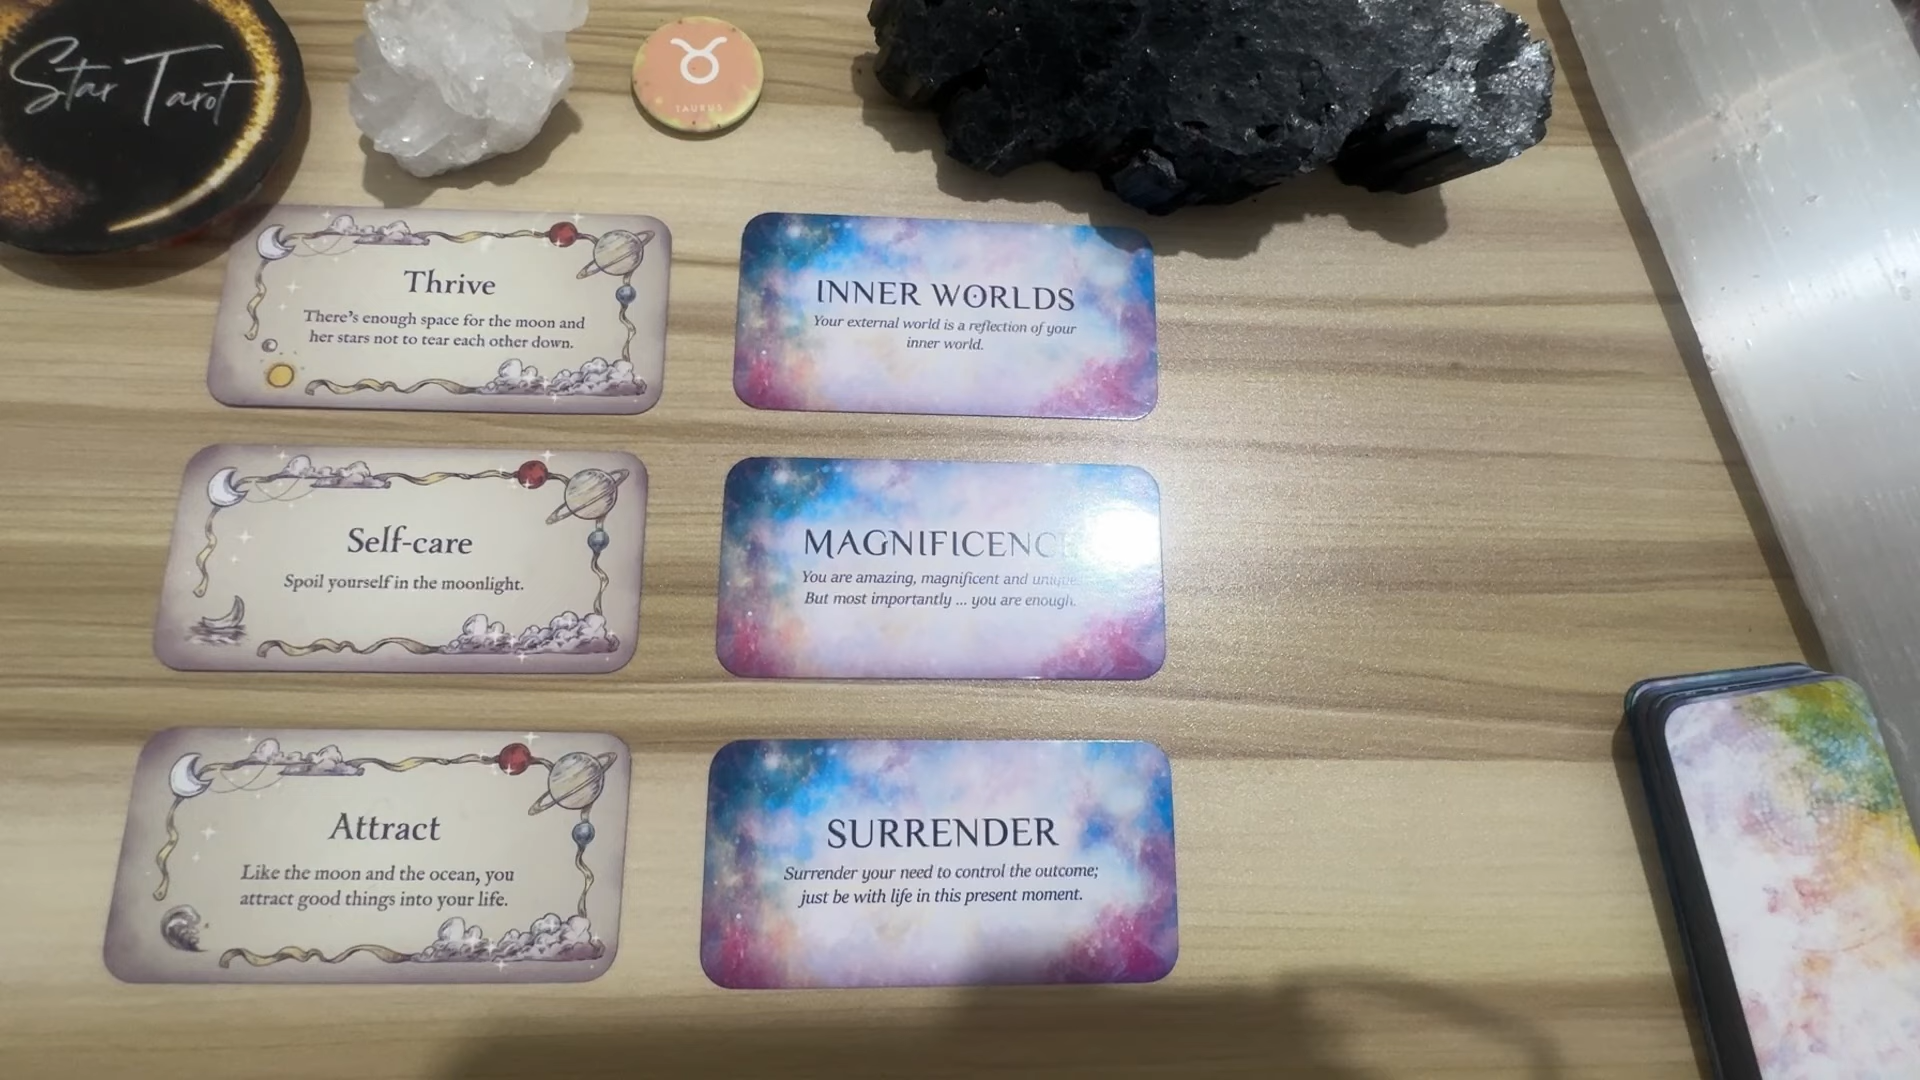 Star Tarot
TAURUS
Thrive
There's enough space for the moon and
her stars not to tear each other down.
INNER WORLDS
Your external world is a reflection of your
inner world.
Self-care
Spoil yourself in the moonlight.
MAGNIFICENCE
You are amazing, magnificent and unique.
But most importantly ... you are enough.
Attract
Like the moon and the ocean, you
attract good things into your life.
SURRENDER
Surrender your need to control the outcome;
just be with life in this present moment.